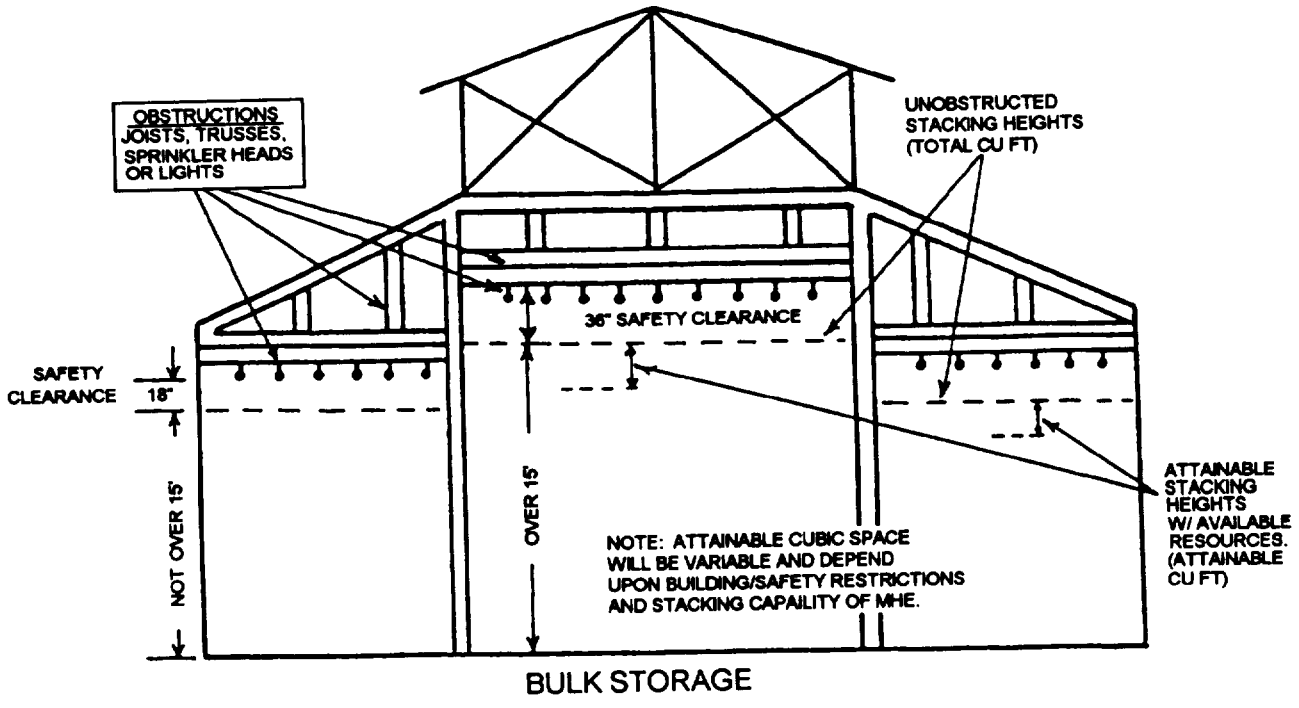 OBSTRUCTIONS
JOISTS, TRUSSES,
SPRINKLER HEADS
OR LIGHTS
UNOBSTRUCTED
STACKING HEIGHTS
(TOTAL CU FT)
36" SAFETY CLEARANCE
SAFETY
CLEARANCE
18"
NOT OVER 15'
OVER 15'
ATTAINABLE
STACKING
HEIGHTS
W/ AVAILABLE
RESOURCES.
(ATTAINABLE
CU FT)
NOTE: ATTAINABLE CUBIC SPACE
WILL BE VARIABLE AND DEPEND
UPON BUILDING/SAFETY RESTRICTIONS
AND STACKING CAPAILITY OF MHE.
BULK STORAGE